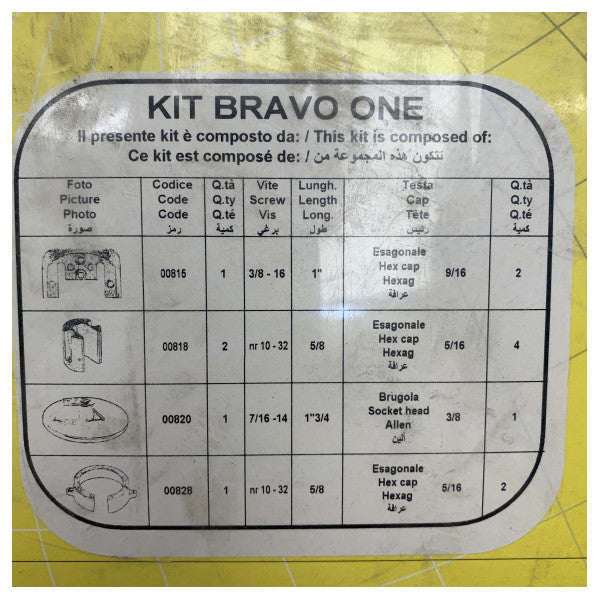 KIT BRAVO ONE
Il presente kit è composto da: / This kit is composed of:
Ce kit est composé de: / تتكون هذه المجموعة من
Foto Codice Q.tà Vite Lungh. Testa Q.tà
Picture Code Q.ty Screw Length Cap Q.ty
Photo Code Q.té Vis Long. Tête Q.té
صورة رمز كمية برغي طول رئيس كمية
00815 1 3/8 - 16 1" Esagonale Hex cap Hexag عرافة 9/16 2
00818 2 nr 10 - 32 5/8 Esagonale Hex cap Hexag عرافة 5/16 4
00820 1 7/16 -14 1"3/4 Brugola Socket head Allen ألين 3/8 1
00828 1 nr 10 - 32 5/8 Esagonale Hex cap Hexag عرافة 5/16 2